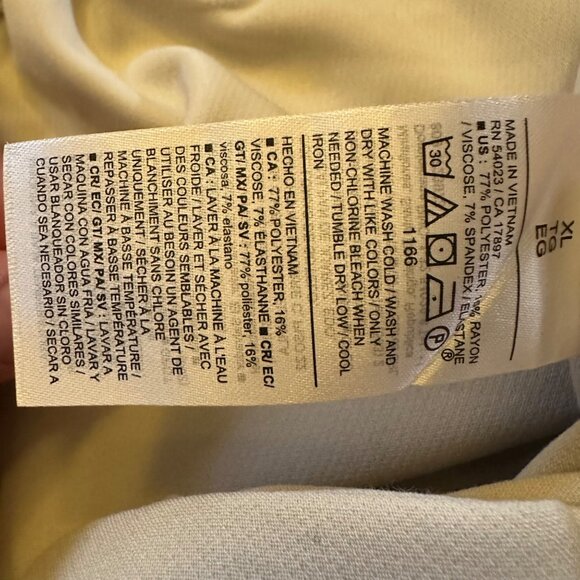 XL
TG
EG
MADE IN VIETNAM
RN 54023 / CA 17897
■ US : 77% POLYESTER, RAYON
/ VISCOSE, 7% SPANDEX / ELASTANE
30
P
1166
MACHINE WASH COLD / WASH AND
DRY WITH LIKE COLORS / ONLY
NON-CHLORINE BLEACH WHEN
NEEDED / TUMBLE DRY LOW / COOL
IRON
HECHO EN VIETNAM
■ CA : 77% POLYESTER, 16%
VISCOSE, 7% ÉLASTHANNE ■ CR/ EC/
GT/ MX/ PA/ SV : 77% poliéster 16%
viscosa, 7% elastano
■ CA : LAVER À LA MACHINE À L'EAU
FROIDE / LAVER ET SÉCHER AVEC
DES COULEURS SEMBLABLES /
UTILISER AU BESOIN UN AGENT DE
BLANCHIMENT SANS CHLORE
UNIQUEMENT / SÉCHER À LA
MACHINE À BASSE TEMPÉRATURE /
REPASSER À BASSE TEMPÉRATURE
■ CR/ EC/ GT/ MX/ PA/ SV : LAVAR A
MAQUINA CON AGUA FRIA / LAVAR Y
SECAR CON COLORES SIMILARES /
USAR BLANQUEADOR SIN CLORO
CUANDO SEA NECESARIO / SECAR A